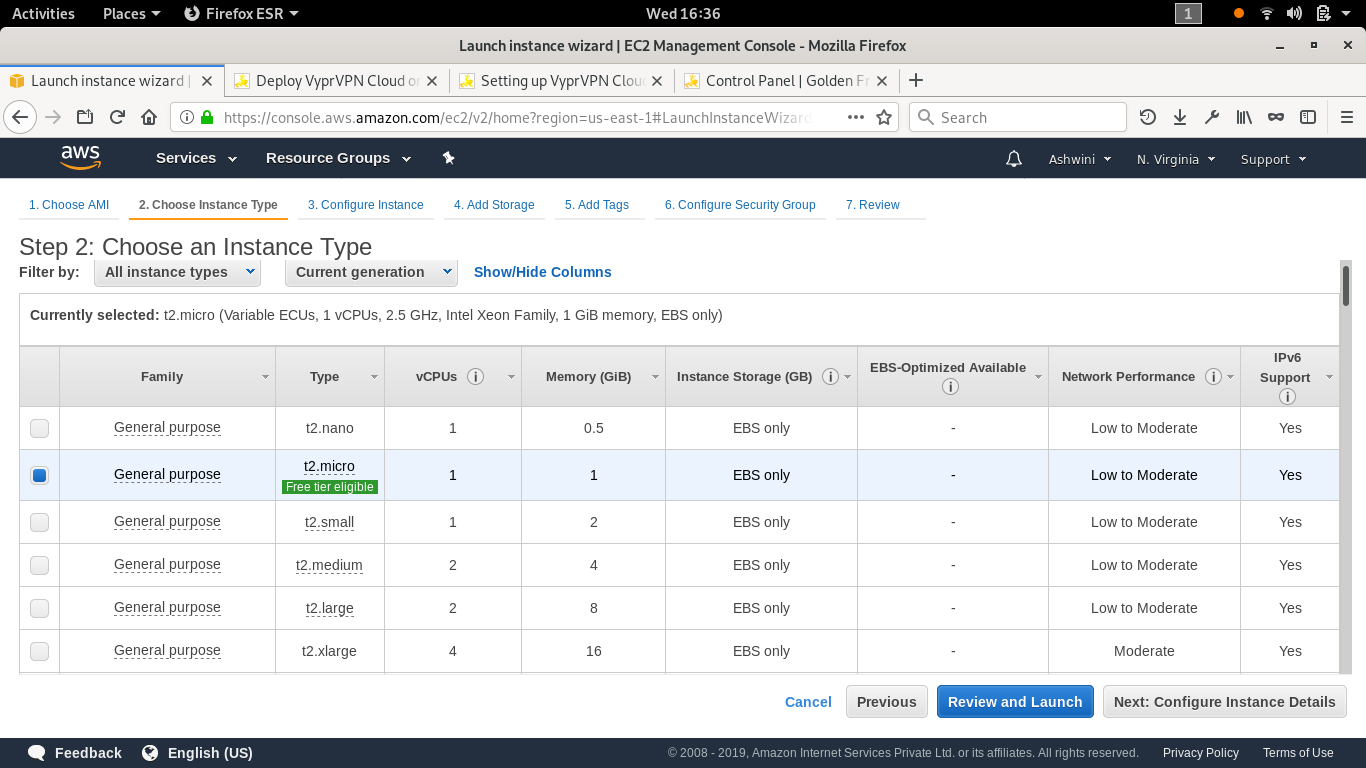 Activities Places Firefox ESR Wed 16:36 1
Launch instance wizard | EC2 Management Console - Mozilla Firefox
Launch instance wizard | Deploy VyprVPN Cloud on Setting up VyprVPN Clou Control Panel | Golden Fr
https://console.aws.amazon.com/ec2/v2/home?region=us-east-1#LaunchInstanceWizard Search
aws Services Resource Groups Ashwini N. Virginia Support
1. Choose AMI 2. Choose Instance Type 3. Configure Instance 4. Add Storage 5. Add Tags 6. Configure Security Group 7. Review
Step 2: Choose an Instance Type
Filter by: All instance types Current generation Show/Hide Columns
Currently selected: t2.micro (Variable ECUs, 1 vCPUs, 2.5 GHz, Intel Xeon Family, 1 GiB memory, EBS only)
Family Type vCPUs Memory (GiB) Instance Storage (GB) EBS-Optimized Available Network Performance IPv6 Support
General purpose t2.nano 1 0.5 EBS only - Low to Moderate Yes
General purpose t2.micro Free tier eligible 1 1 EBS only - Low to Moderate Yes
General purpose t2.small 1 2 EBS only - Low to Moderate Yes
General purpose t2.medium 2 4 EBS only - Low to Moderate Yes
General purpose t2.large 2 8 EBS only - Low to Moderate Yes
General purpose t2.xlarge 4 16 EBS only - Moderate Yes
Cancel Previous Review and Launch Next: Configure Instance Details
Feedback English (US) © 2008 - 2019, Amazon Internet Services Private Ltd. or its affiliates. All rights reserved. Privacy Policy Terms of Use